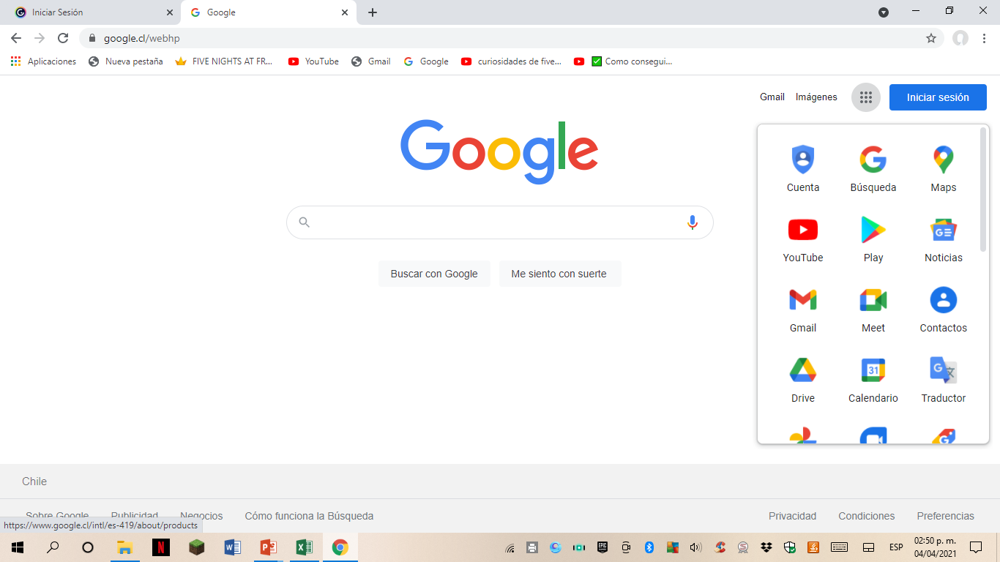 Iniciar Sesión
Google
google.cl/webhp
Aplicaciones
Nueva pestaña
FIVE NIGHTS AT FR...
YouTube
Gmail
Google
curiosidades de five...
Como consegui...
Gmail
Imágenes
Iniciar sesión
Google
Buscar con Google
Me siento con suerte
Cuenta
Búsqueda
Maps
YouTube
Play
Noticias
Gmail
Meet
Contactos
Drive
31
Calendario
Traductor
Chile
Sobre Google
Publicidad
Negocios
Cómo funciona la Búsqueda
Privacidad
Condiciones
Preferencias
https://www.google.cl/intl/es-419/about/products
ESP
02:50 p. m.
04/04/2021